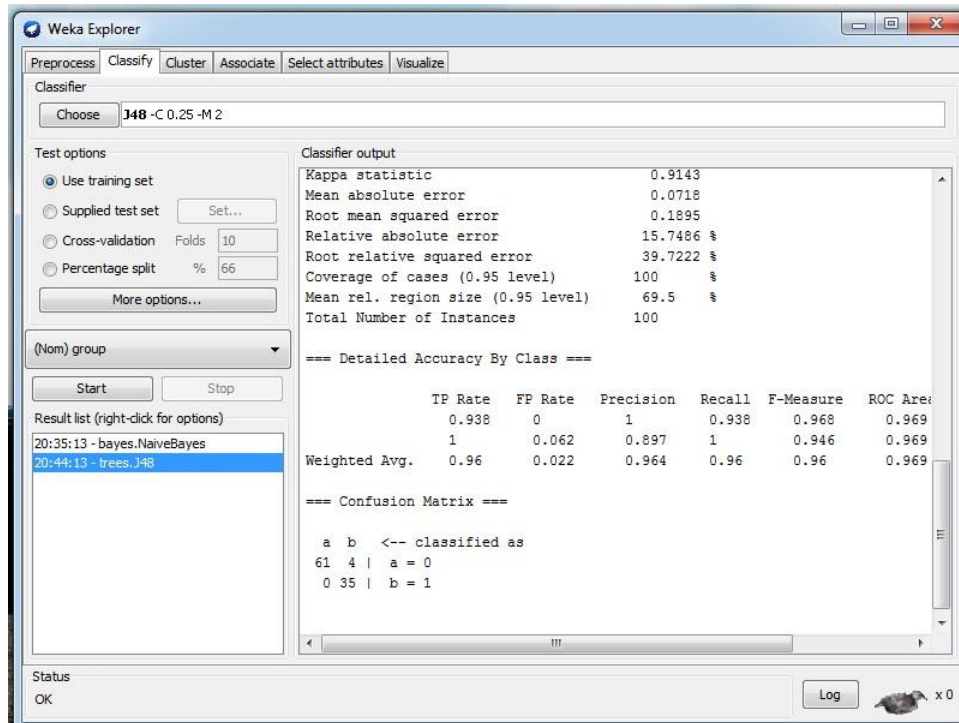 Weka Explorer
Preprocess Classify Cluster Associate Select attributes Visualize
Classifier
Choose J48 -C 0.25 -M 2
Test options
Use training set
Supplied test set Set...
Cross-validation Folds 10
Percentage split % 66
More options...
(Nom) group
Start Stop
Result list (right-click for options)
20:35:13 - bayes.NaiveBayes
20:44:13 - trees.J48
Classifier output
Kappa statistic 0.9143
Mean absolute error 0.0718
Root mean squared error 0.1895
Relative absolute error 15.7486 %
Root relative squared error 39.7222 %
Coverage of cases (0.95 level) 100 %
Mean rel. region size (0.95 level) 69.5 %
Total Number of Instances 100
=== Detailed Accuracy By Class ===
TP Rate FP Rate Precision Recall F-Measure ROC Area
0.938 0 1 0.938 0.968 0.969
1 0.062 0.897 1 0.946 0.969
Weighted Avg. 0.96 0.022 0.964 0.96 0.96 0.969
=== Confusion Matrix ===
a b <-- classified as
61 4 | a = 0
0 35 | b = 1
Status
OK
Log x 0